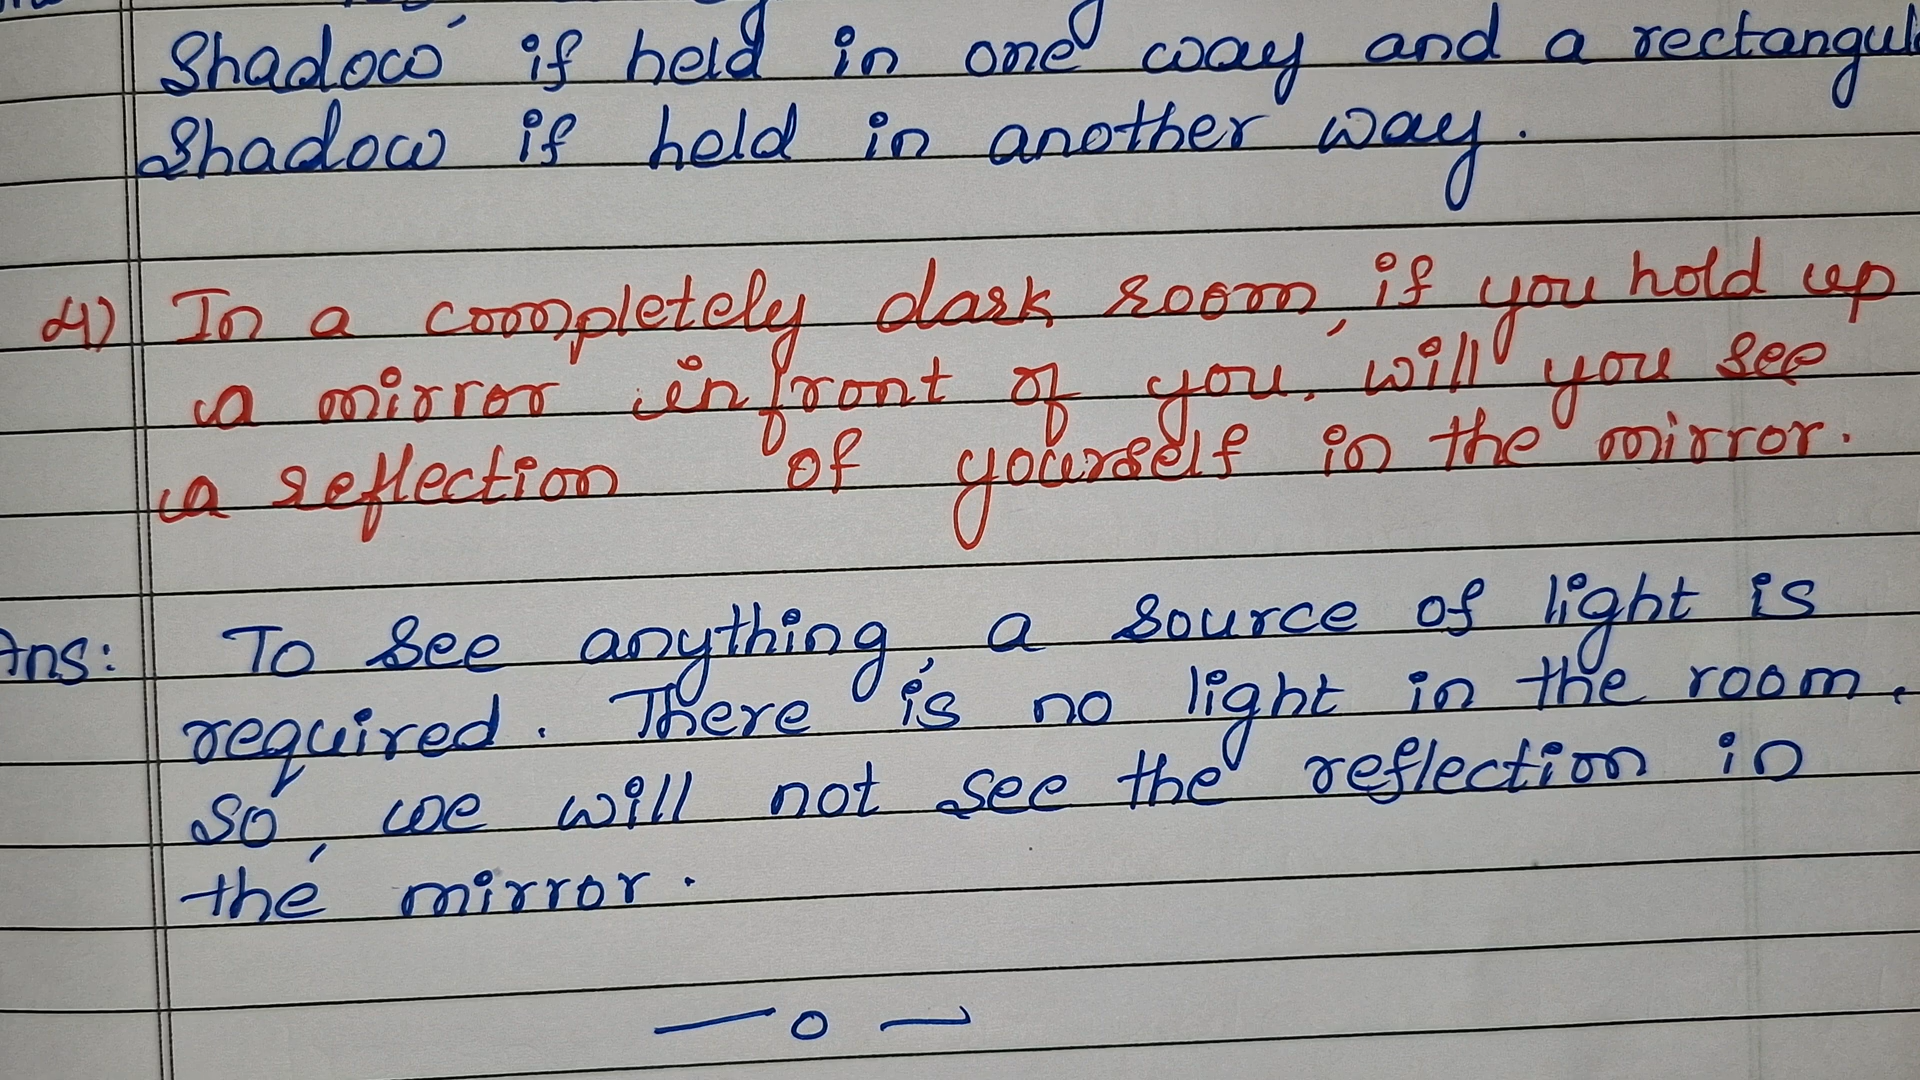 Shadow if held in one way and a rectangul
Shadow if held in another way.
4) In a completely dark room, if you hold up
a mirror infront of you, will you see
a reflection of yourself in the mirror.
Ans: To see anything, a source of light is
required. There is no light in the room.
So, we will not see the reflection in
the mirror.
— o —